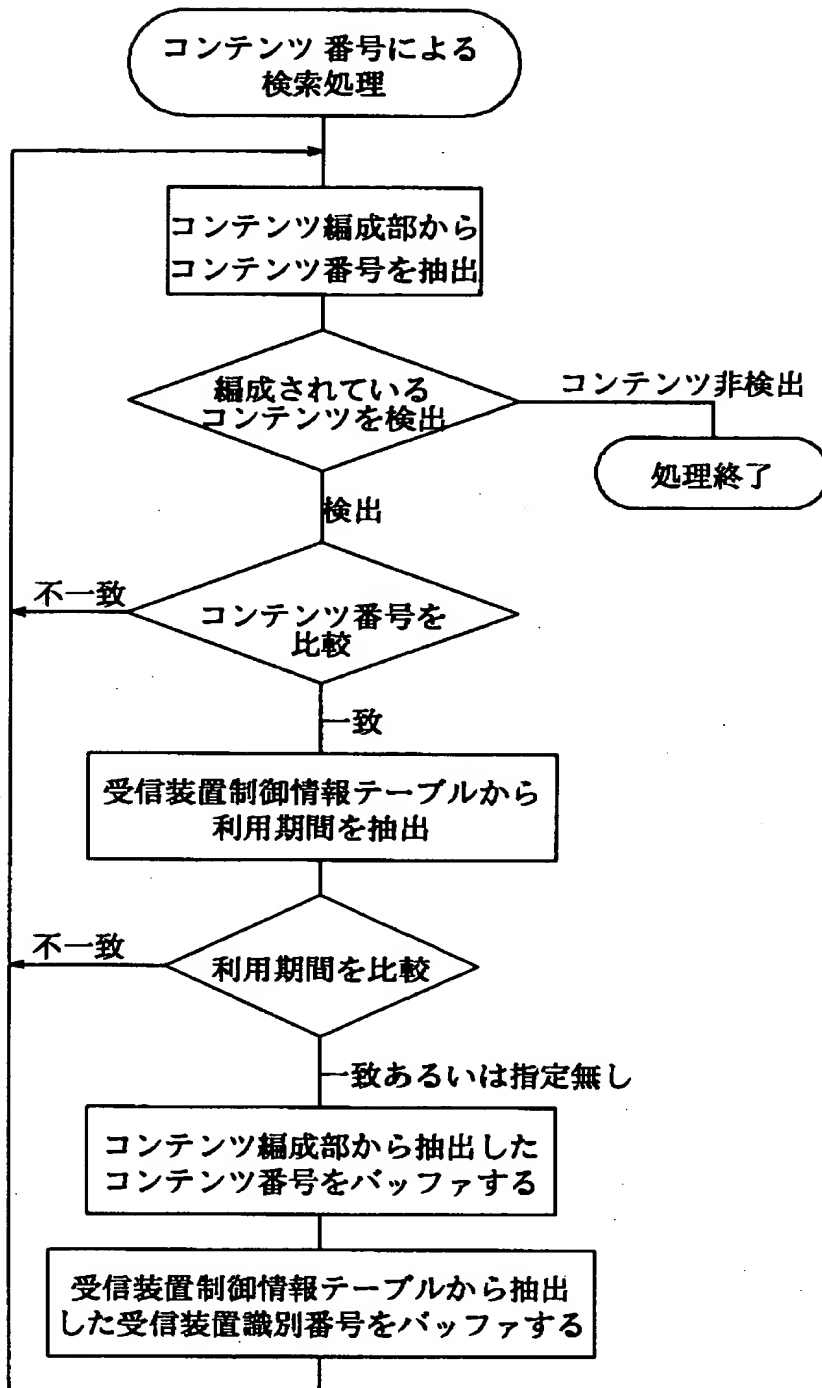 コンテンツ 番号による
検索処理
コンテンツ編成部から
コンテンツ番号を抽出
編成されている
コンテンツを検出
コンテンツ非検出
処理終了
検出
不一致
コンテンツ番号を
比較
一致
受信装置制御情報テーブルから
利用期間を抽出
不一致
利用期間を比較
一致あるいは指定無し
コンテンツ編成部から抽出した
コンテンツ番号をバッファする
受信装置制御情報テーブルから抽出
した受信装置識別番号をバッファする